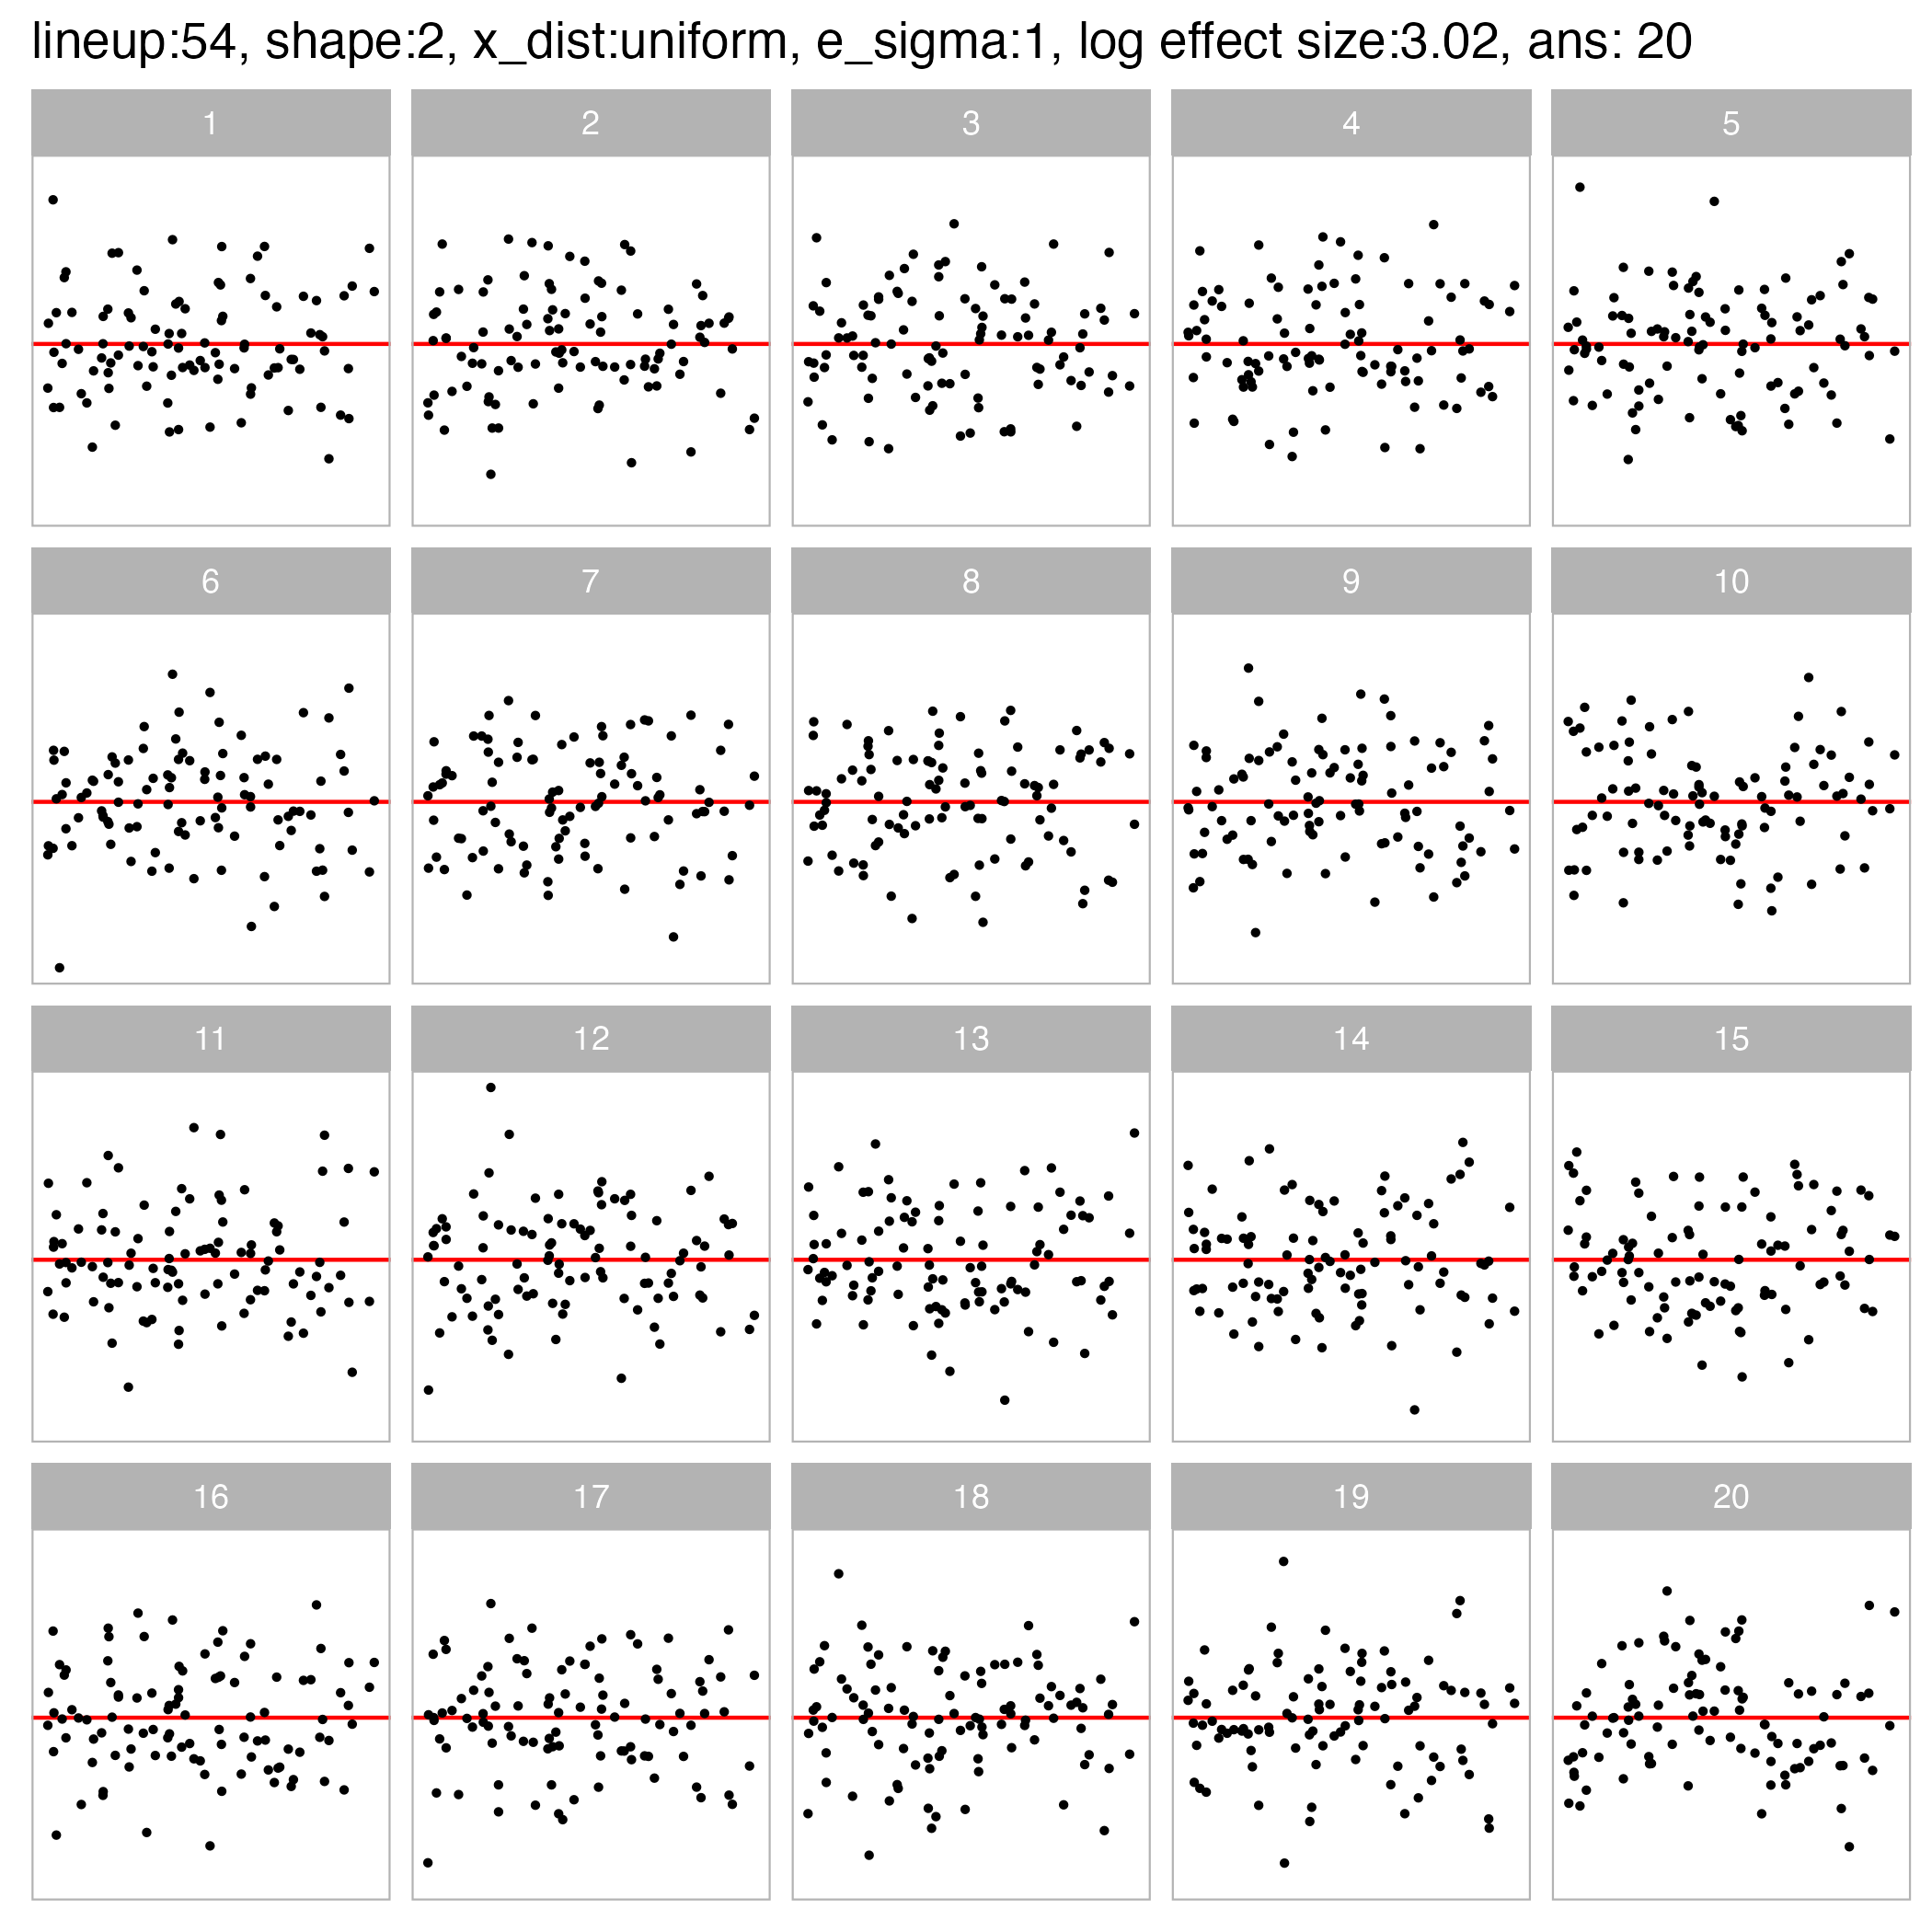 lineup:54, shape:2, x_dist:uniform, e_sigma:1, log effect size:3.02, ans: 20
1 2 3 4 5
6 7 8 9 10
11 12 13 14 15
16 17 18 19 20